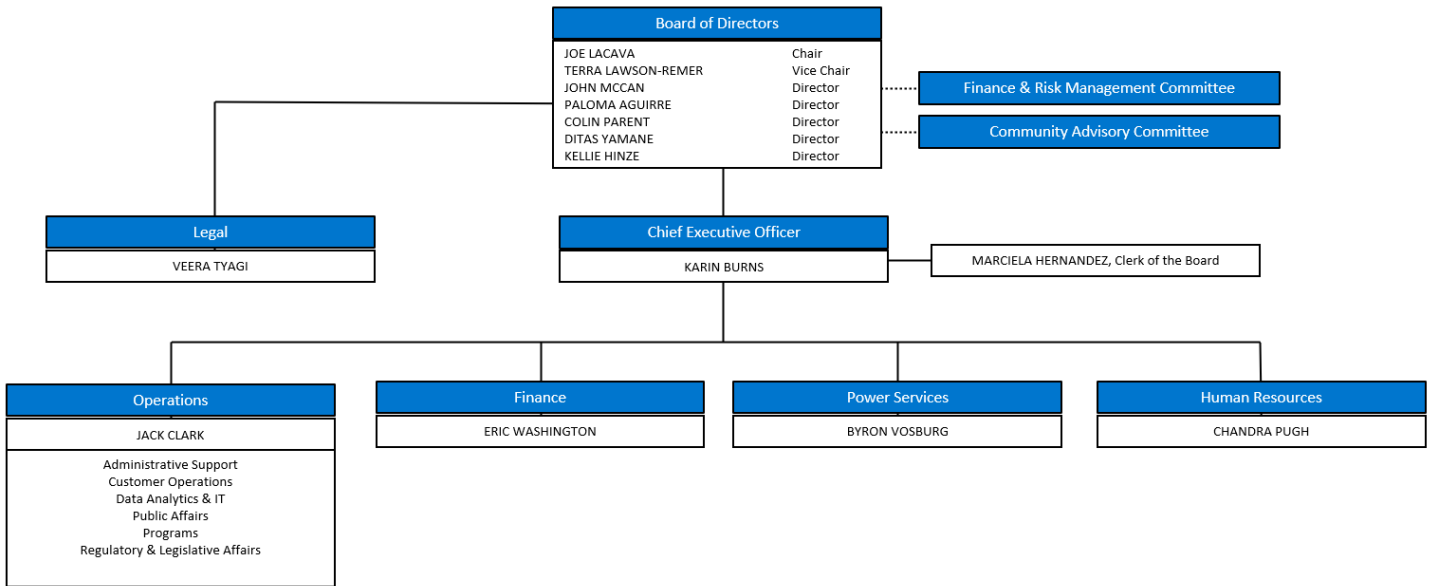 Board of Directors
JOE LACAVA Chair
TERRA LAWSON-REMER Vice Chair
JOHN MCCAN Director
PALOMA AGUIRRE Director
COLIN PARENT Director
DITAS YAMANE Director
KELLIE HINZE Director
Finance & Risk Management Committee
Community Advisory Committee
Legal
VEERA TYAGI
Chief Executive Officer
KARIN BURNS
MARCIELA HERNANDEZ, Clerk of the Board
Operations
JACK CLARK
Administrative Support
Customer Operations
Data Analytics & IT
Public Affairs
Programs
Regulatory & Legislative Affairs
Finance
ERIC WASHINGTON
Power Services
BYRON VOSBURG
Human Resources
CHANDRA PUGH